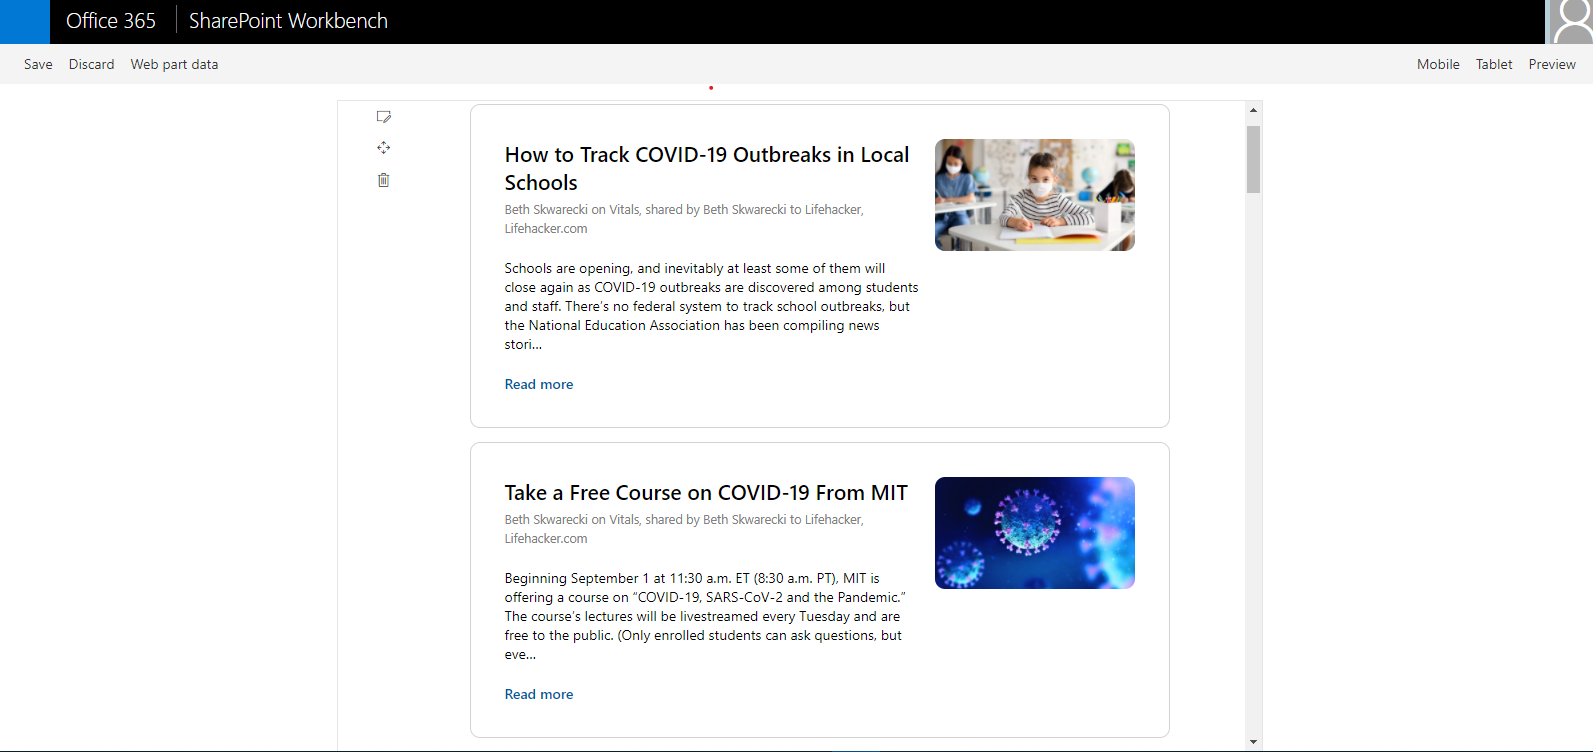 Office 365 SharePoint Workbench
Save Discard Web part data Mobile Tablet Preview
How to Track COVID-19 Outbreaks in Local
Schools
Beth Skwarecki on Vitals, shared by Beth Skwarecki to Lifehacker,
Lifehacker.com
Schools are opening, and inevitably at least some of them will
close again as COVID-19 outbreaks are discovered among students
and staff. There’s no federal system to track school outbreaks, but
the National Education Association has been compiling news
stori...
Read more
Take a Free Course on COVID-19 From MIT
Beth Skwarecki on Vitals, shared by Beth Skwarecki to Lifehacker,
Lifehacker.com
Beginning September 1 at 11:30 a.m. ET (8:30 a.m. PT), MIT is
offering a course on “COVID-19, SARS-CoV-2 and the Pandemic.”
The course’s lectures will be livestreamed every Tuesday and are
free to the public. (Only enrolled students can ask questions, but
eve...
Read more